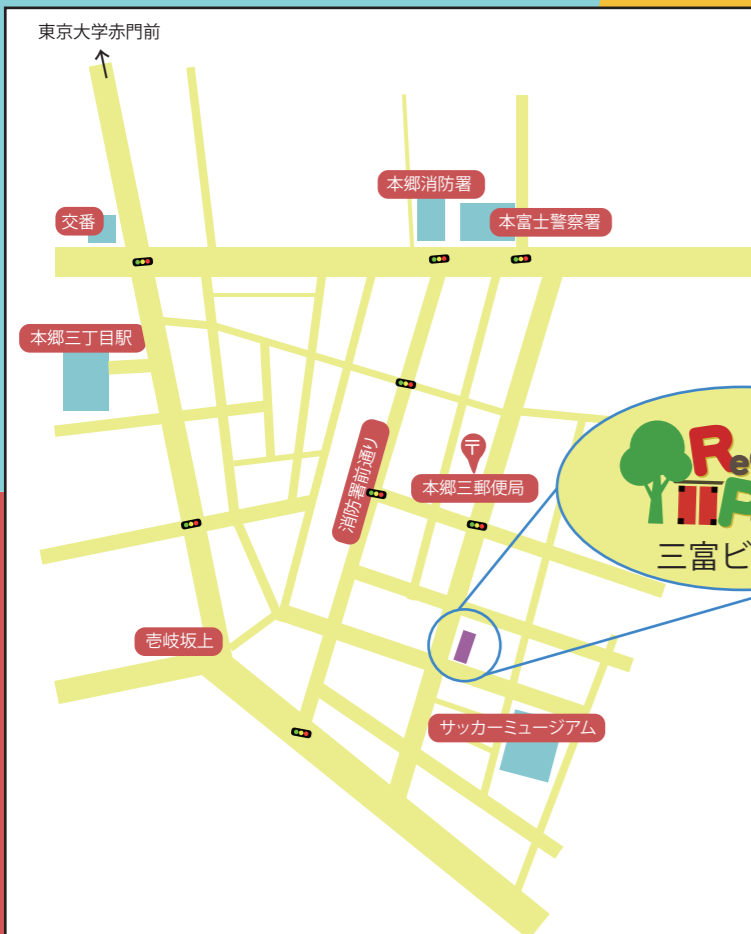 東京大学赤門前
本郷消防署
交番
本富士警察署
本郷三丁目駅
消防署前通り
〒
本郷三郵便局
三富ビ
壱岐坂上
サッカーミュージアム